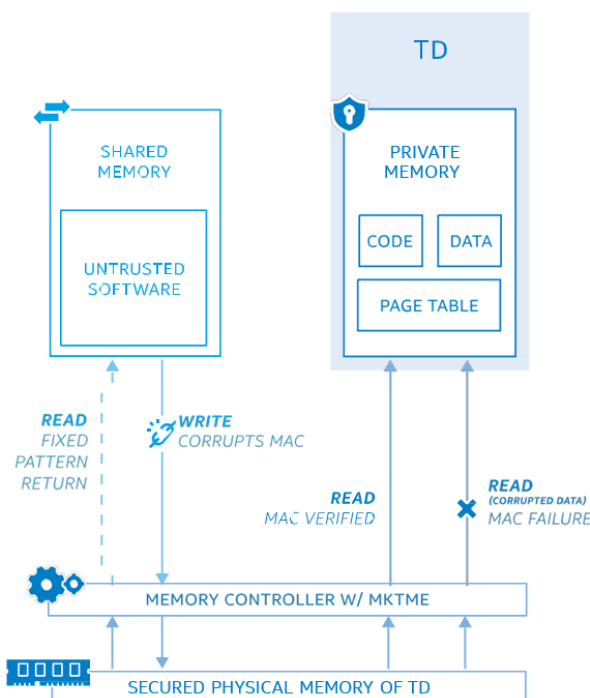 TD
SHARED
MEMORY
UNTRUSTED
SOFTWARE
PRIVATE
MEMORY
CODE
DATA
PAGE TABLE
READ
FIXED
PATTERN
RETURN
WRITE
CORRUPTS MAC
READ
MAC VERIFIED
READ
(CORRUPTED DATA)
MAC FAILURE
MEMORY CONTROLLER W/ MKTME
SECURED PHYSICAL MEMORY OF TD